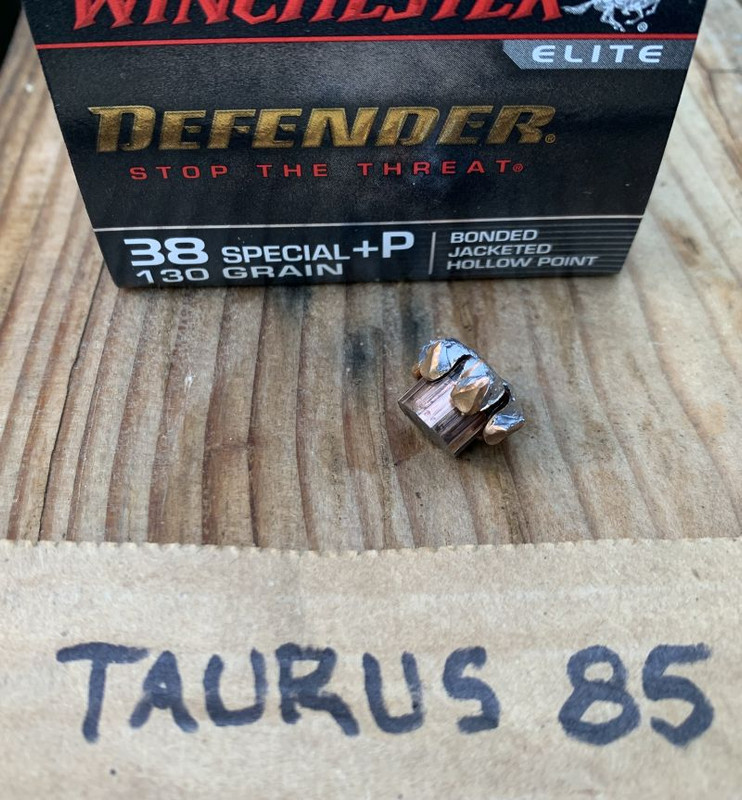 WINCHESTER
ELITE
DEFENDER®
STOP THE THREAT®
38 SPECIAL +P
130 GRAIN
BONDED
JACKETED
HOLLOW POINT
TAURUS 85